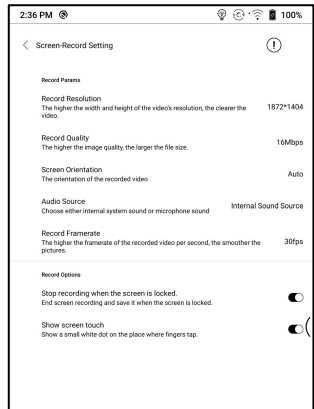 2:36 PM
100%
Screen-Record Setting
Record Params
Record Resolution
The higher the width and height of the video's resolution, the clearer the
video.
1872*1404
Record Quality
The higher the image quality, the larger the file size.
16Mbps
Screen Orientation
The orientation of the recorded video
Auto
Audio Source
Choose either internal system sound or microphone sound
Internal Sound Source
Record Framerate
The higher the framerate of the recorded video per second, the smoother the
pictures.
30fps
Record Options
Stop recording when the screen is locked.
End screen recording and save it when the screen is locked.
Show screen touch
Show a small white dot on the place where fingers tap.